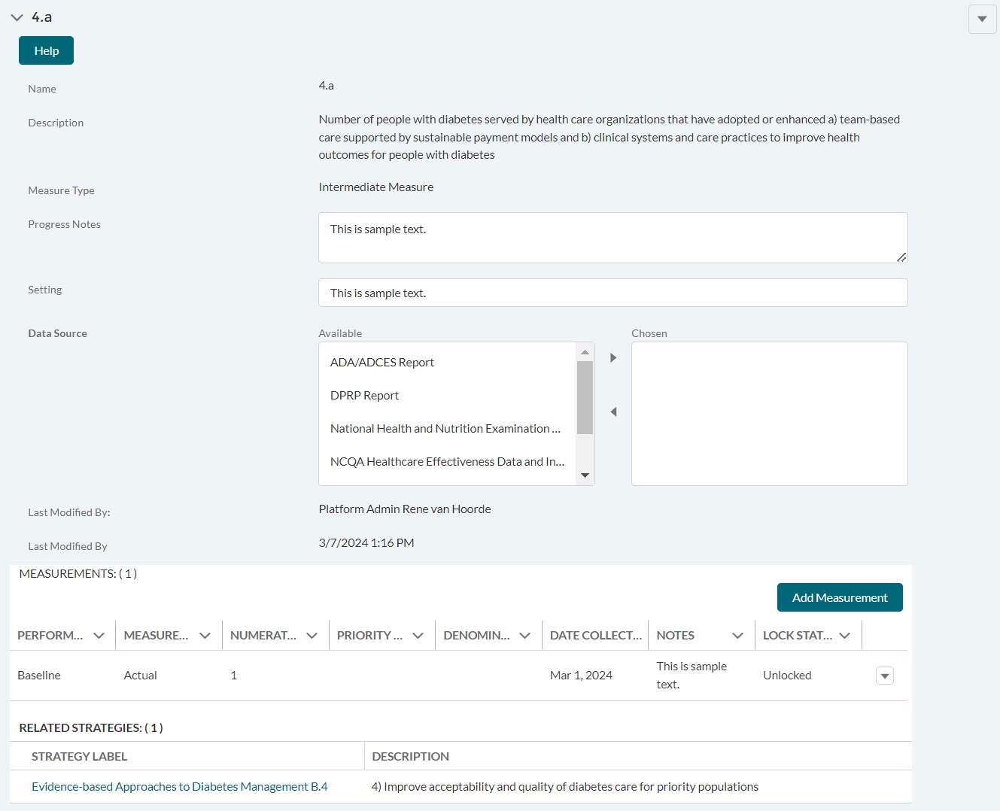 4.a
Help
Name
4.a
Description
Number of people with diabetes served by health care organizations that have adopted or enhanced a) team-based
care supported by sustainable payment models and b) clinical systems and care practices to improve health
outcomes for people with diabetes
Measure Type
Intermediate Measure
Progress Notes
This is sample text.
Setting
This is sample text.
Data Source
Available
Chosen
ADA/ADCES Report
DPRP Report
National Health and Nutrition Examination ...
NCQA Healthcare Effectiveness Data and In...
Last Modified By:
Platform Admin Rene van Hoorde
Last Modified By
3/7/2024 1:16 PM
MEASUREMENTS: ( 1 )
Add Measurement
PERFORM... MEASURE... NUMERAT... PRIORITY ... DENOMIN... DATE COLLECT... NOTES LOCK STAT...
Baseline Actual 1 Mar 1, 2024 This is sample
text. Unlocked
RELATED STRATEGIES: ( 1 )
STRATEGY LABEL DESCRIPTION
Evidence-based Approaches to Diabetes Management B.4 4) Improve acceptability and quality of diabetes care for priority populations